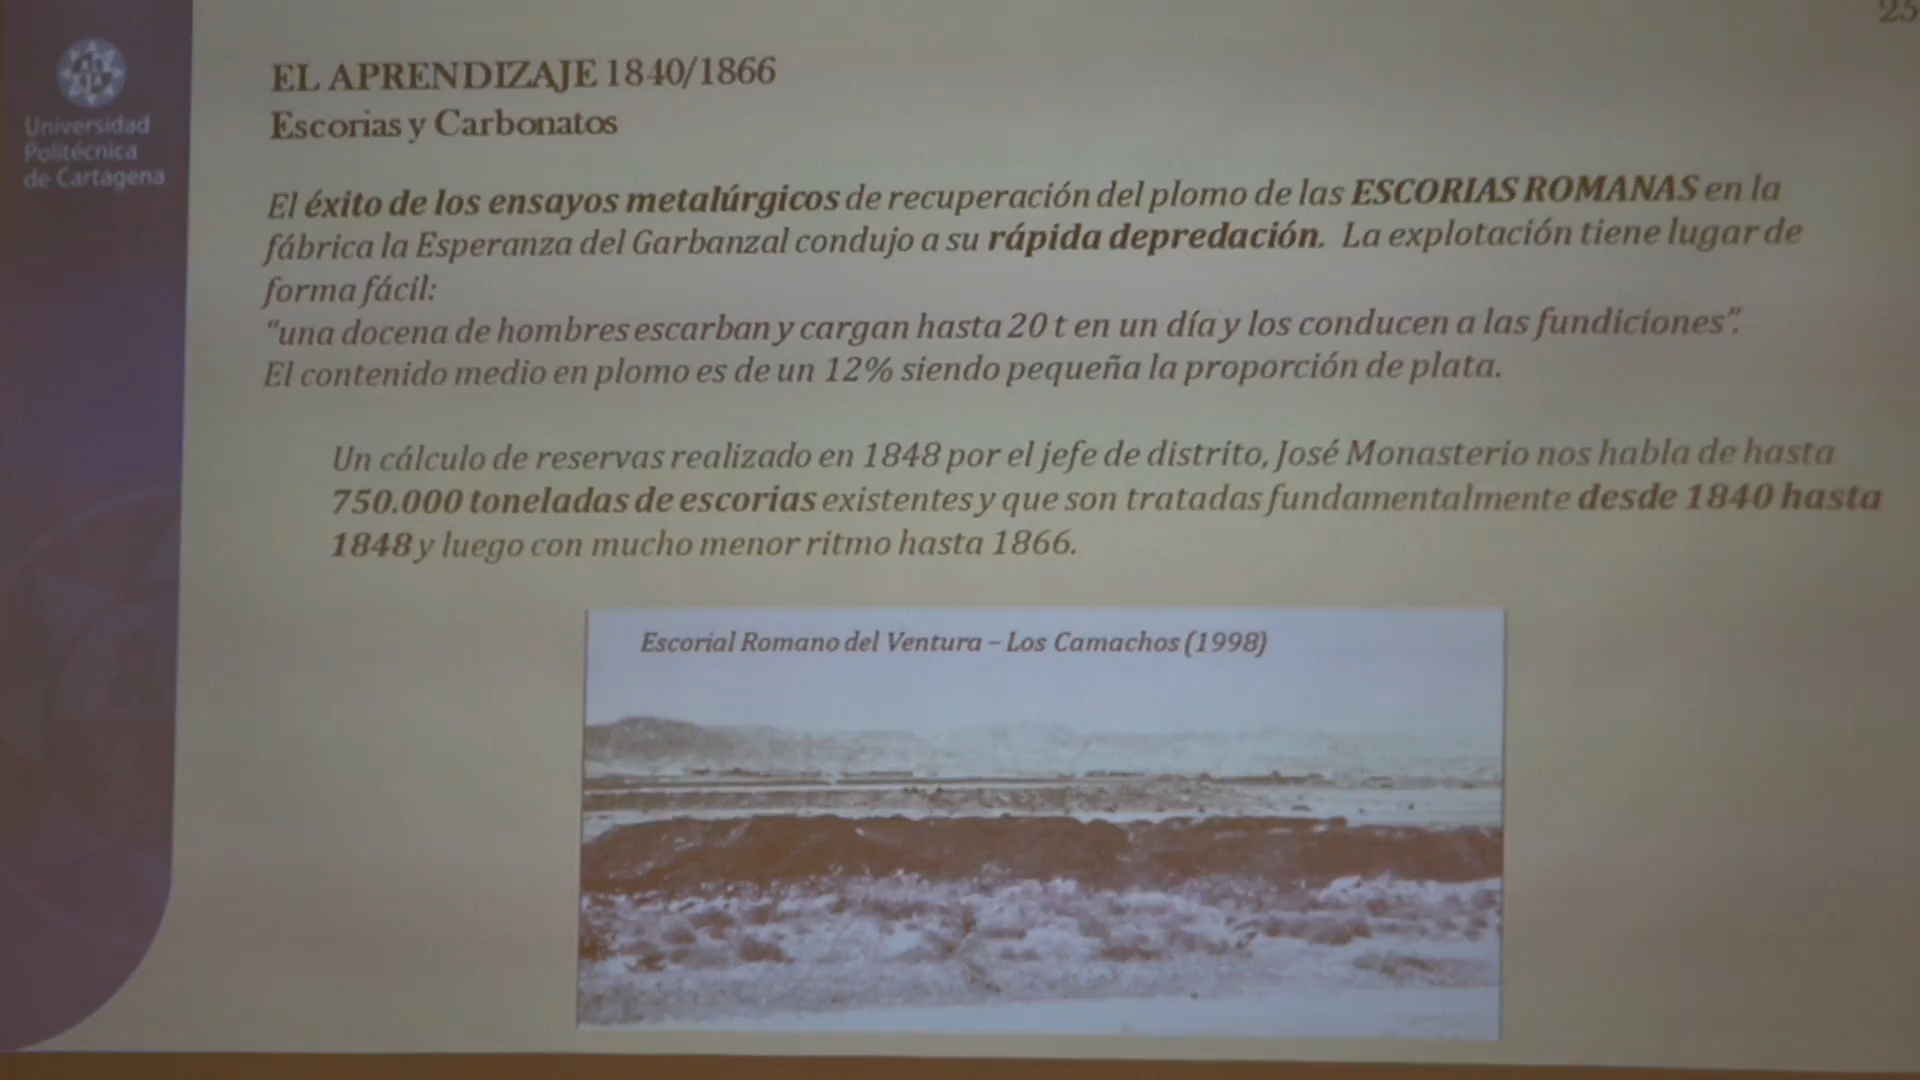 25
Universidad
Politécnica
de Cartagena
EL APRENDIZAJE 1840/1866
Escorias y Carbonatos
El éxito de los ensayos metalúrgicos de recuperación del plomo de las ESCORIAS ROMANAS en la
fábrica la Esperanza del Garbanzal condujo a su rápida depredación. La explotación tiene lugar de
forma fácil:
"una docena de hombres escarban y cargan hasta 20 t en un día y los conducen a las fundiciones".
El contenido medio en plomo es de un 12% siendo pequeña la proporción de plata.
Un cálculo de reservas realizado en 1848 por el jefe de distrito, José Monasterio nos habla de hasta
750.000 toneladas de escorias existentes y que son tratadas fundamentalmente desde 1840 hasta
1848 y luego con mucho menor ritmo hasta 1866.
Escorial Romano del Ventura – Los Camachos (1998)